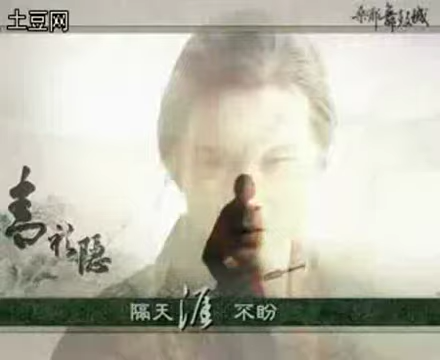 土豆网
青衫隐
隔天涯 不盼